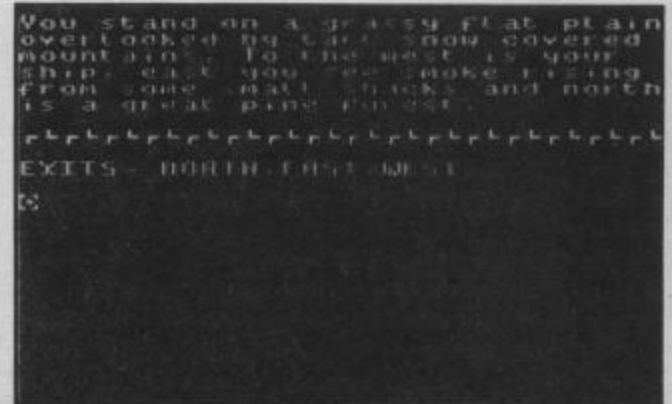 You stand on a grassy flat plain
overlooked by tall snow covered
mountains. To the west is your
ship, east you see smoke rising
from some small shacks and north
is a great pine forest.
EXITS- NORTH,EAST,WEST